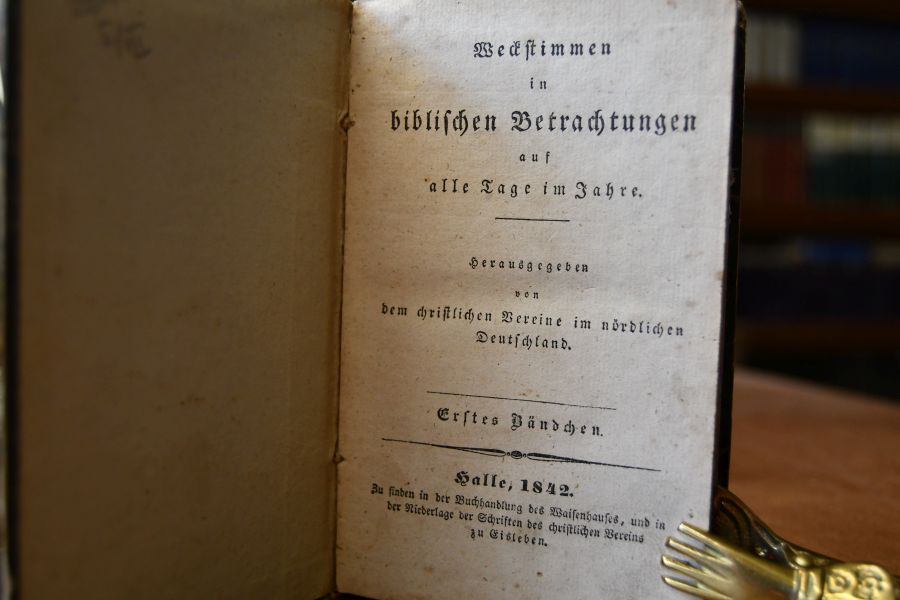 Weckſtimmen
in
bibliſchen Betrachtungen
auf
alle Tage im Jahre.
Herausgegeben
von
dem chriſtlichen Vereine im nördlichen
Deutſchland.
Erſtes Bändchen.
Halle, 1842.
Zu finden in der Buchhandlung des Waiſenhauſes, und in
der Niederlage der Schriften des chriſtlichen Vereins
zu Eisleben.